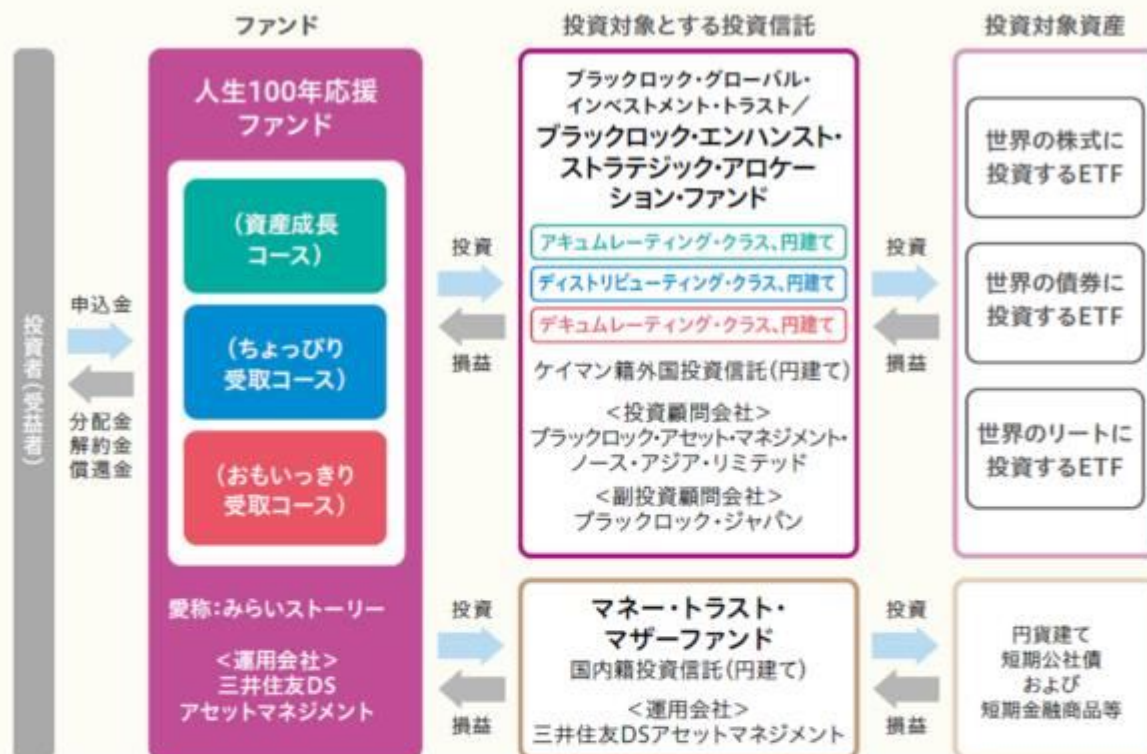 ファンド
投資対象とする投資信託
投資対象資産
投資者(受益者)
申込金
分配金
解約金
償還金
人生100年応援
ファンド
(資産成長
コース)
(ちょっぴり
受取コース)
(おもいっきり
受取コース)
愛称:みらいストーリー
<運用会社>
三井住友DS
アセットマネジメント
投資
損益
ブラックロック・グローバル・
インベストメント・トラスト/
ブラックロック・エンハンスト・
ストラテジック・アロケー
ション・ファンド
アキュムレーティング・クラス、円建て
ディストリビューティング・クラス、円建て
デキュムレーティング・クラス、円建て
ケイマン籍外国投資信託(円建て)
<投資顧問会社>
ブラックロック・アセット・マネジメント・
ノース・アジア・リミテッド
<副投資顧問会社>
ブラックロック・ジャパン
投資
損益
世界の株式に
投資するETF
世界の債券に
投資するETF
世界のリートに
投資するETF
投資
損益
マネー・トラスト・
マザーファンド
国内籍投資信託(円建て)
<運用会社>
三井住友DSアセットマネジメント
投資
損益
円貨建て
短期公社債
および
短期金融商品等